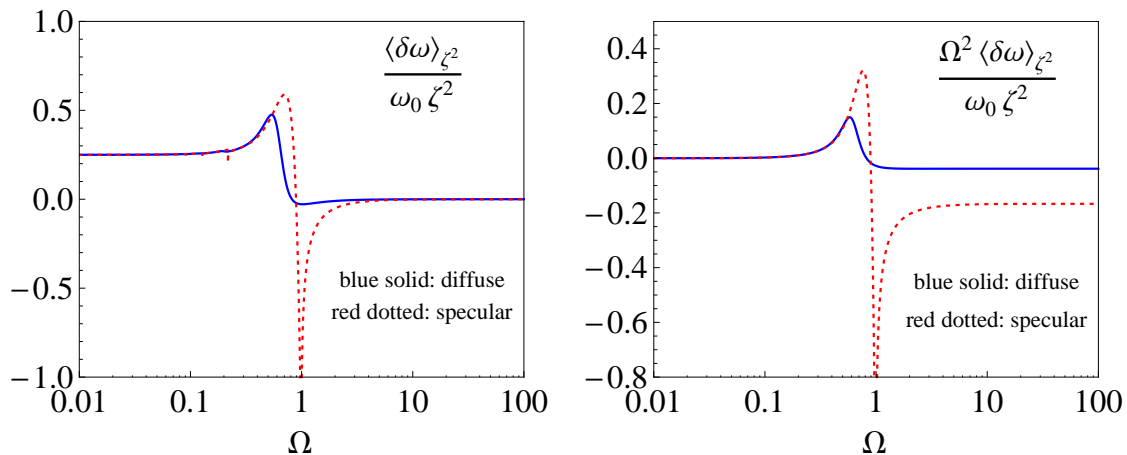 1.0
⟨δω⟩_{ζ²}
ω₀ ζ²
0.5
0.0
blue solid: diffuse
−0.5
red dotted: specular
−1.0
0.01 0.1 1 10 100
Ω
0.4
Ω² ⟨δω⟩_{ζ²}
ω₀ ζ²
0.2
0.0
−0.2
−0.4
blue solid: diffuse
−0.6
red dotted: specular
−0.8
0.01 0.1 1 10 100
Ω